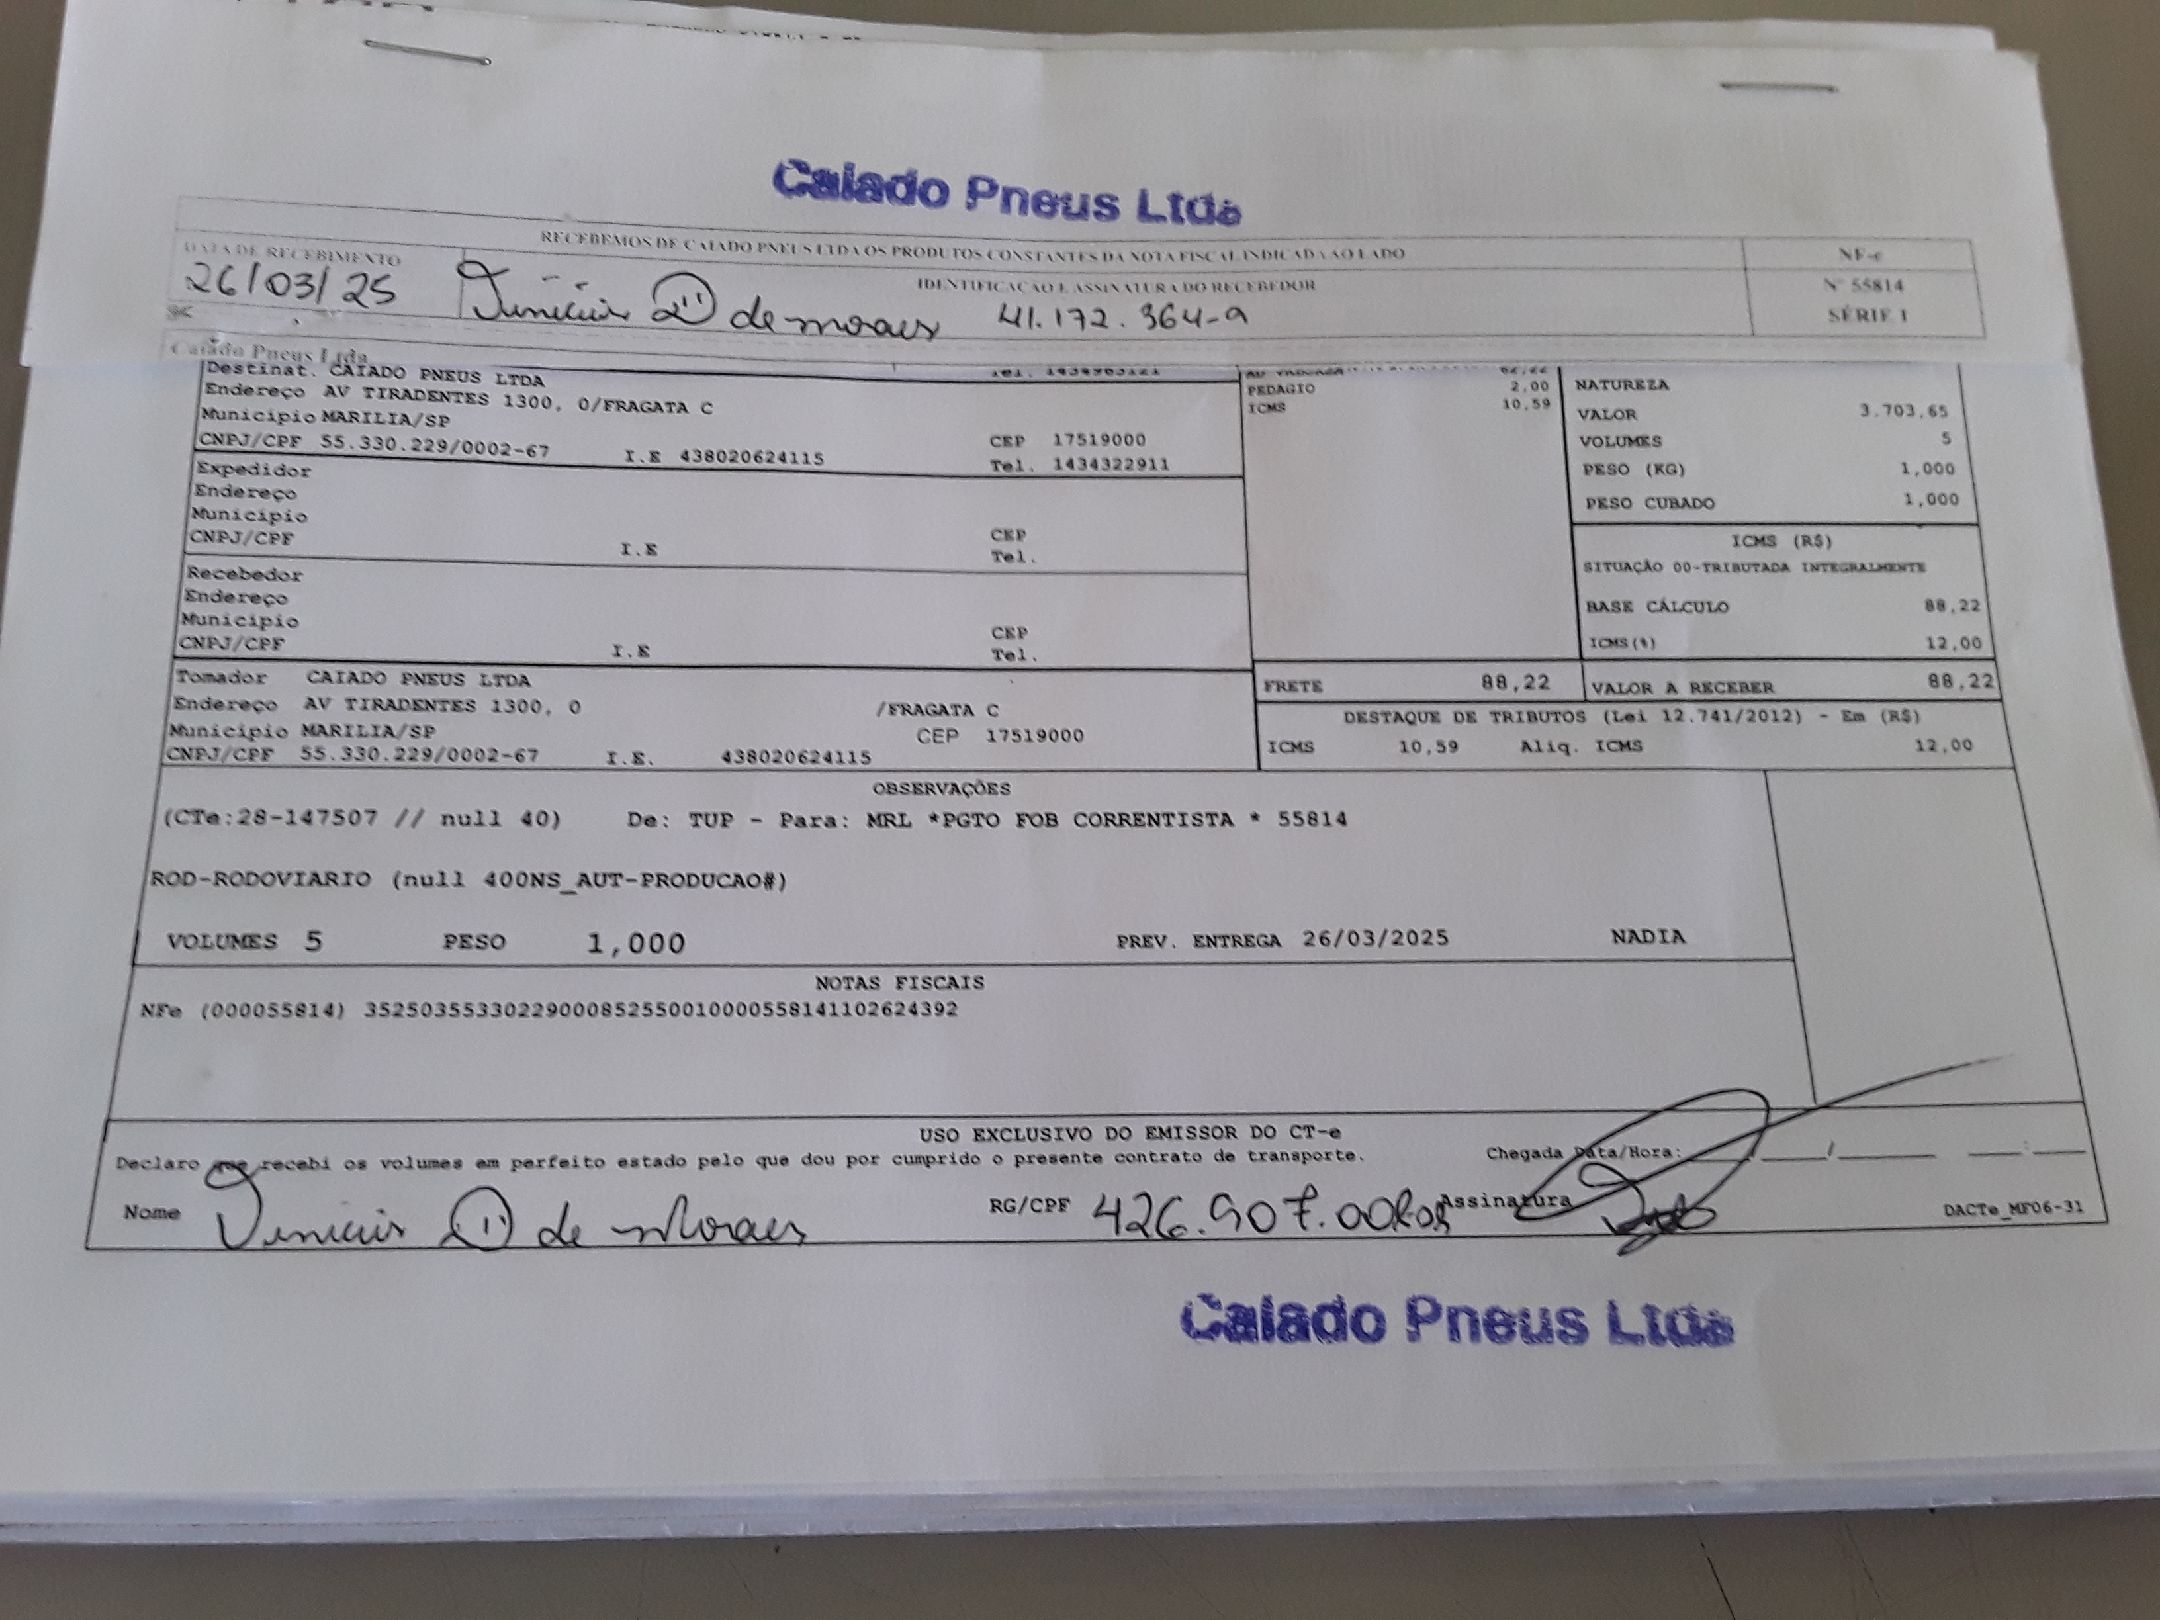 Caiado Pneus Ltda
RECEBEMOS DE CAIADO PNEUS LTDA OS PRODUTOS CONSTANTES DA NOTA FISCAL INDICADA AO LADO
NF-e
DATA DE RECEBIMENTO
IDENTIFICAÇÃO E ASSINATURA DO RECEBEDOR
Nº 55814
26/03/25
de moraes 41.172.364-9
SÉRIE 1
Caiado Pneus Ltda
Destinat. CAIADO PNEUS LTDA
Endereço AV TIRADENTES 1300, 0/FRAGATA C
Município MARILIA/SP
CNPJ/CPF 55.330.229/0002-67 I.E 438020624115
CEP 17519000
Tel. 1434322911
PEDAGIO 2,00
ICMS 10,59
NATUREZA
VALOR 3.703,65
VOLUMES 5
PESO (KG) 1,000
PESO CUBADO 1,000
Expedidor
Endereço
Município
CNPJ/CPF I.E
CEP
Tel.
ICMS (R$)
SITUAÇÃO 00-TRIBUTADA INTEGRALMENTE
BASE CÁLCULO 88,22
ICMS(%) 12,00
Recebedor
Endereço
Município
CNPJ/CPF I.E
CEP
Tel.
Tomador CAIADO PNEUS LTDA
Endereço AV TIRADENTES 1300, 0 /FRAGATA C
Município MARILIA/SP CEP 17519000
CNPJ/CPF 55.330.229/0002-67 I.E. 438020624115
FRETE 88,22 VALOR A RECEBER 88,22
DESTAQUE DE TRIBUTOS (Lei 12.741/2012) - Em (R$)
ICMS 10,59 Aliq. ICMS 12,00
OBSERVAÇÕES
(CTe:28-147507 // null 40) De: TUP - Para: MRL *PGTO FOB CORRENTISTA * 55814
ROD-RODOVIARIO (null 400NS_AUT-PRODUCAO#)
VOLUMES 5 PESO 1,000 PREV. ENTREGA 26/03/2025 NADIA
NOTAS FISCAIS
NFe (000055814) 35250355330229000852550010000558141102624392
USO EXCLUSIVO DO EMISSOR DO CT-e
Declaro que recebi os volumes em perfeito estado pelo que dou por cumprido o presente contrato de transporte. Chegada Data/Hora:
Nome de Moraes RG/CPF Assinatura DACTe_MF06-31
Caiado Pneus Ltda